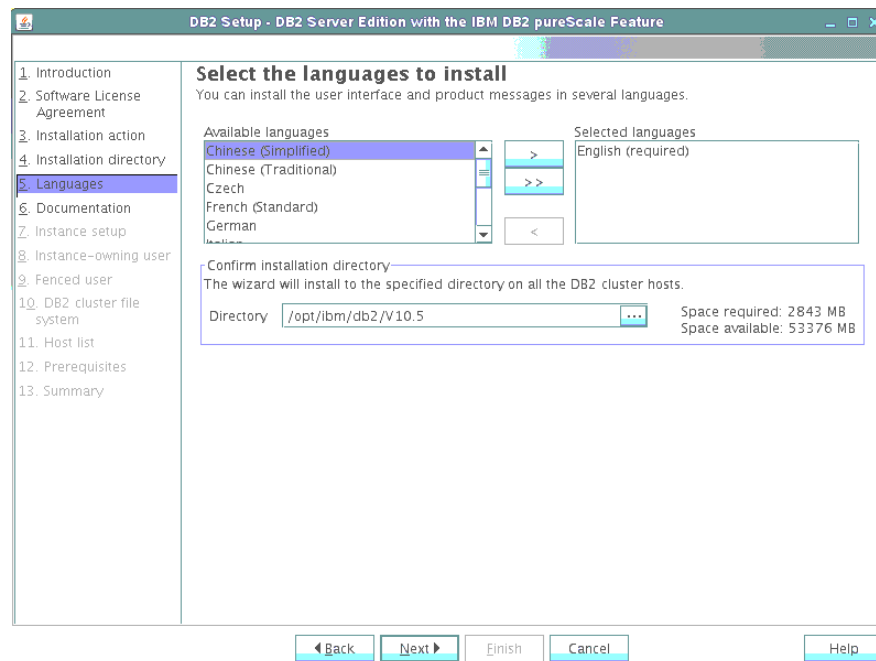 DB2 Setup - DB2 Server Edition with the IBM DB2 pureScale Feature
1. Introduction
2. Software License
Agreement
3. Installation action
4. Installation directory
5. Languages
6. Documentation
7. Instance setup
8. Instance-owning user
9. Fenced user
10. DB2 cluster file
system
11. Host list
12. Prerequisites
13. Summary
Select the languages to install
You can install the user interface and product messages in several languages.
Available languages
Chinese (Simplified)
Chinese (Traditional)
Czech
French (Standard)
German
>
>>
<
Selected languages
English (required)
Confirm installation directory
The wizard will install to the specified directory on all the DB2 cluster hosts.
Directory /opt/ibm/db2/V10.5 ...
Space required: 2843 MB
Space available: 53376 MB
Back Next Finish Cancel Help